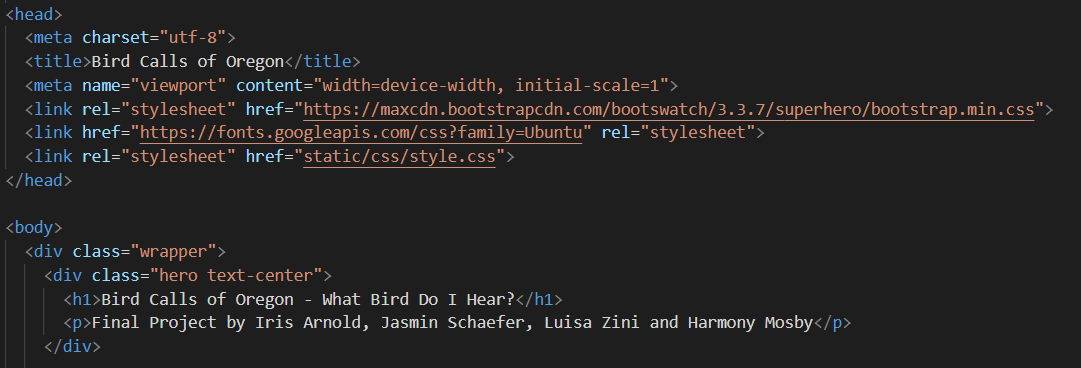 <head>
<meta charset="utf-8">
<title>Bird Calls of Oregon</title>
<meta name="viewport" content="width=device-width, initial-scale=1">
<link rel="stylesheet" href="https://maxcdn.bootstrapcdn.com/bootswatch/3.3.7/superhero/bootstrap.min.css">
<link href="https://fonts.googleapis.com/css?family=Ubuntu" rel="stylesheet">
<link rel="stylesheet" href="static/css/style.css">
</head>
<body>
<div class="wrapper">
<div class="hero text-center">
<h1>Bird Calls of Oregon - What Bird Do I Hear?</h1>
<p>Final Project by Iris Arnold, Jasmin Schaefer, Luisa Zini and Harmony Mosby</p>
</div>